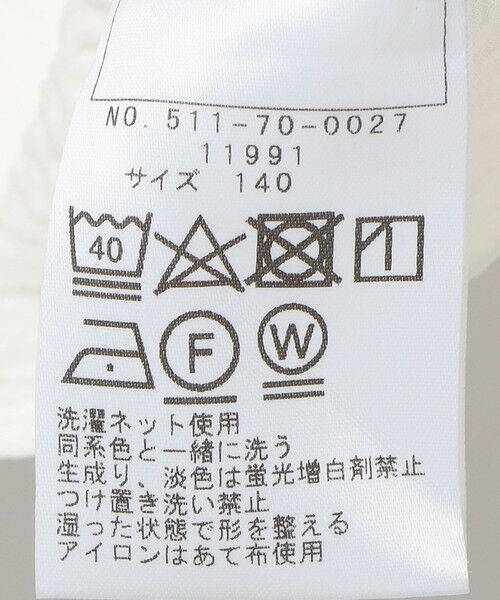 NO. 511-70-0027
11991
サイズ 140
40
F W
洗濯ネット使用
同系色と一緒に洗う
生成り、淡色は蛍光増白剤禁止
つけ置き洗い禁止
湿った状態で形を整える
アイロンはあて布使用